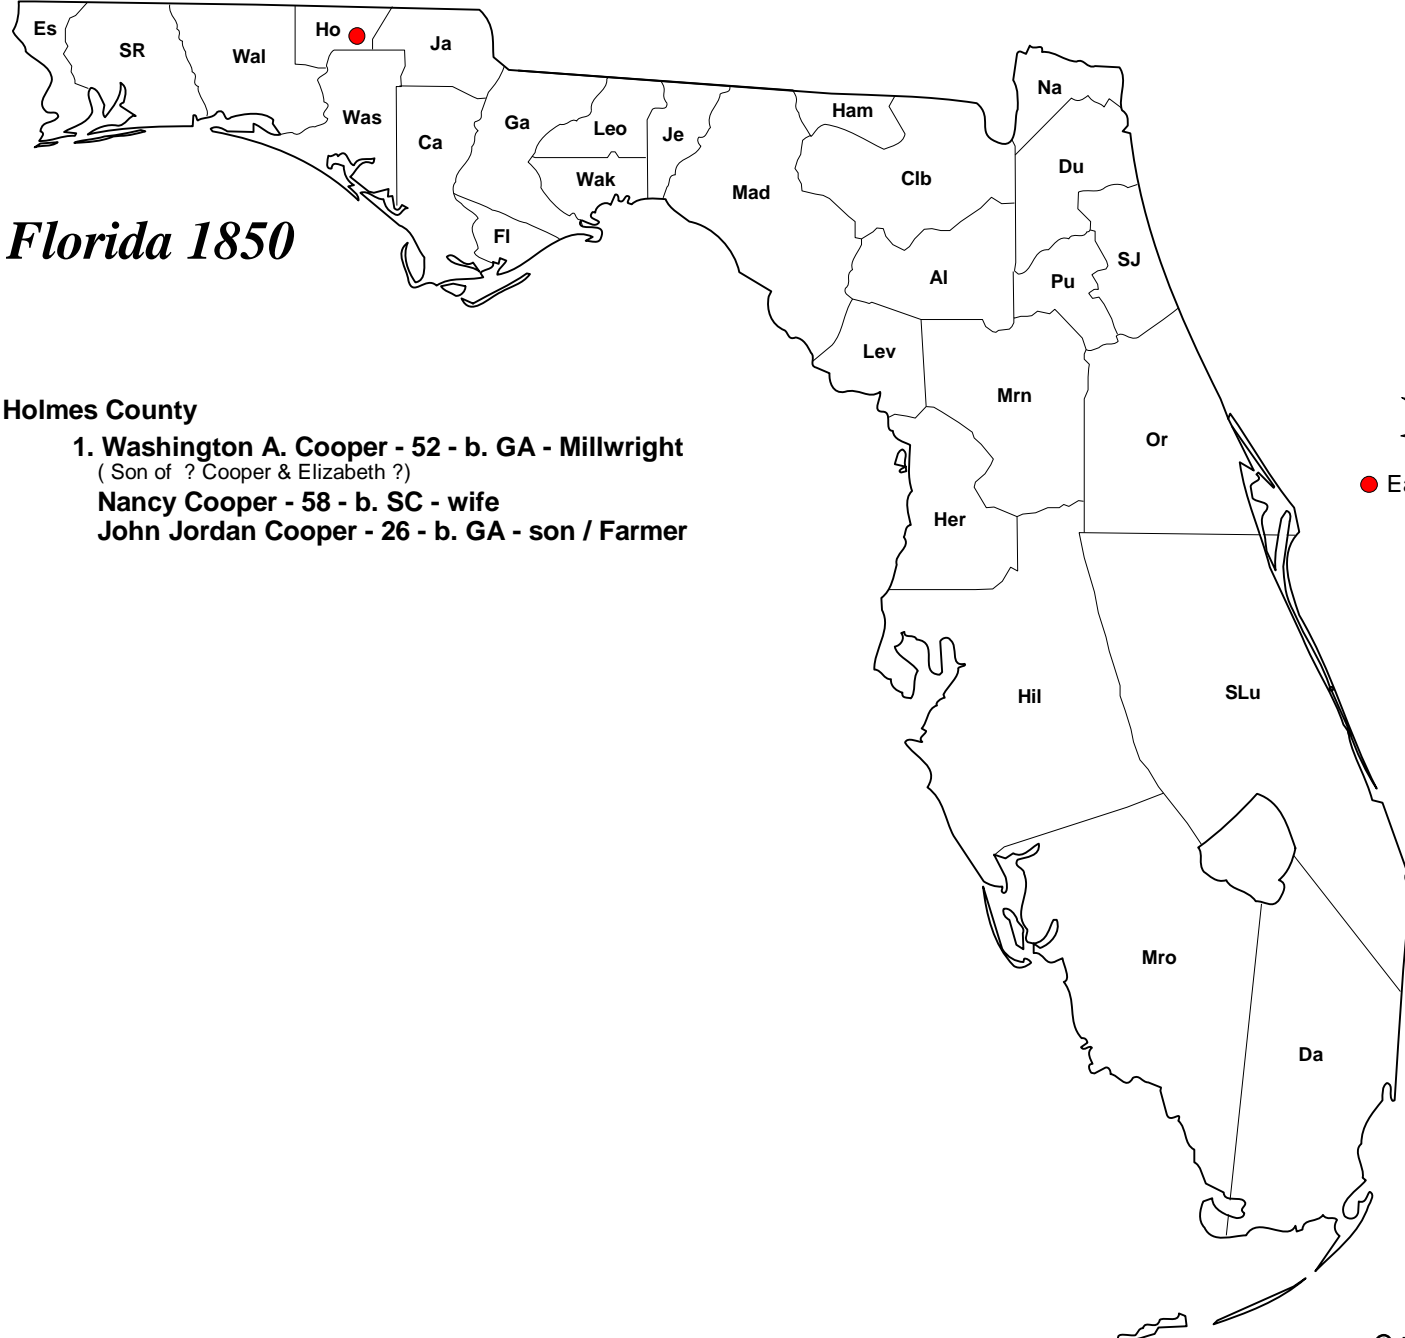 Es
SR
Wal
Ho
Ja
Was
Ca
Ga
Leo
Je
Wak
Fl
Mad
Ham
Clb
Na
Du
SJ
Al
Pu
Lev
Mrn
Or
Her
Hil
SLu
Mro
Da
Florida 1850
Holmes County
1. Washington A. Cooper - 52 - b. GA - Millwright
( Son of ? Cooper & Elizabeth ?)
Nancy Cooper - 58 - b. SC - wife
John Jordan Cooper - 26 - b. GA - son / Farmer